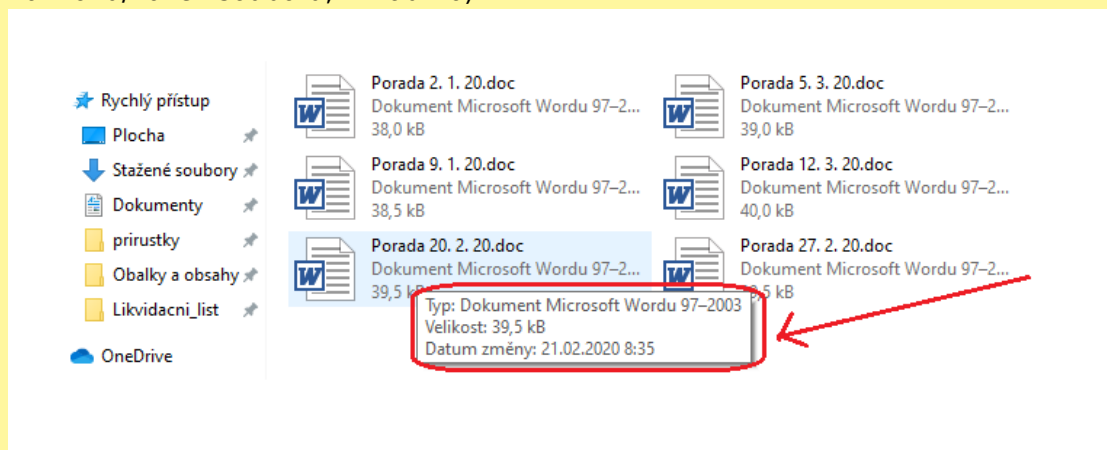 Rychlý přístup
Plocha
Stažené soubory
Dokumenty
prirustky
Obalky a obsahy
Likvidacni_list
OneDrive
Porada 2. 1. 20.doc
Dokument Microsoft Wordu 97–2...
38,0 kB
Porada 5. 3. 20.doc
Dokument Microsoft Wordu 97–2...
39,0 kB
Porada 9. 1. 20.doc
Dokument Microsoft Wordu 97–2...
38,5 kB
Porada 12. 3. 20.doc
Dokument Microsoft Wordu 97–2...
40,0 kB
Porada 20. 2. 20.doc
Dokument Microsoft Wordu 97–2...
39,5 k
Porada 27. 2. 20.doc
Dokument Microsoft Wordu 97–2...
,5 kB
Typ: Dokument Microsoft Wordu 97–2003
Velikost: 39,5 kB
Datum změny: 21.02.2020 8:35